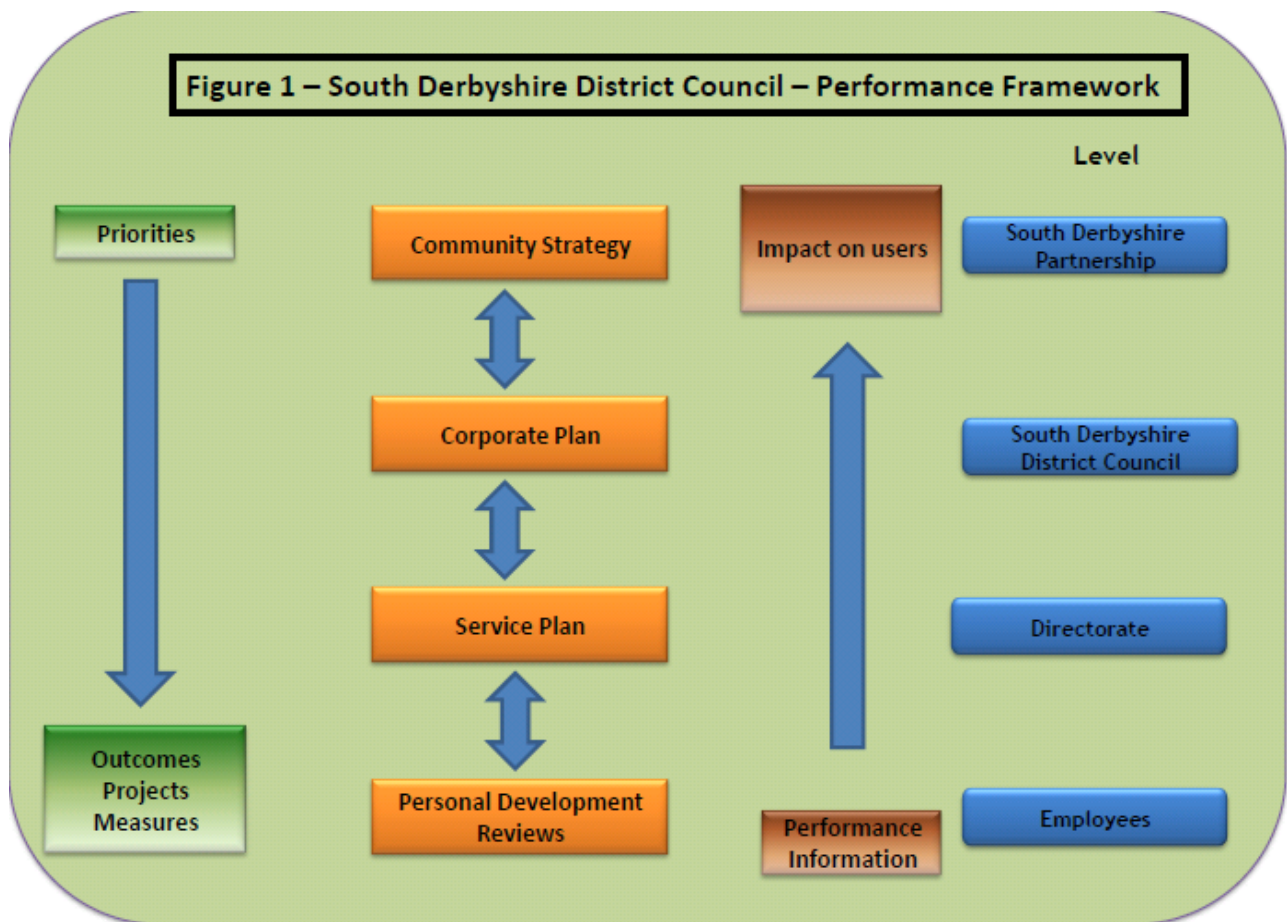 Figure 1 – South Derbyshire District Council – Performance Framework
Level
Priorities
Community Strategy
Impact on users
South Derbyshire
Partnership
Corporate Plan
South Derbyshire
District Council
Service Plan
Directorate
Outcomes
Projects
Measures
Personal Development
Reviews
Performance
Information
Employees